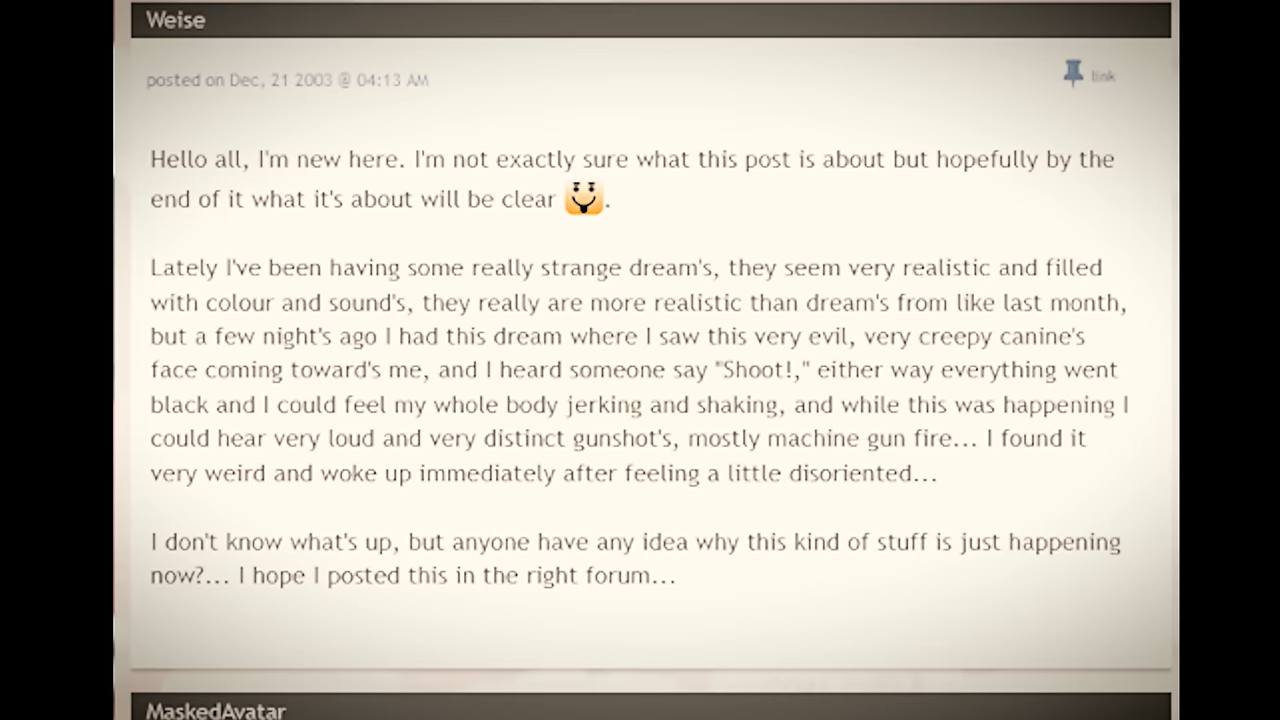 Weise
posted on Dec, 21 2003 @ 04:13 AM
link
Hello all, I'm new here. I'm not exactly sure what this post is about but hopefully by the
end of it what it's about will be clear .
Lately I've been having some really strange dream's, they seem very realistic and filled
with colour and sound's, they really are more realistic than dream's from like last month,
but a few night's ago I had this dream where I saw this very evil, very creepy canine's
face coming toward's me, and I heard someone say "Shoot!," either way everything went
black and I could feel my whole body jerking and shaking, and while this was happening I
could hear very loud and very distinct gunshot's, mostly machine gun fire... I found it
very weird and woke up immediately after feeling a little disoriented...
I don't know what's up, but anyone have any idea why this kind of stuff is just happening
now?... I hope I posted this in the right forum...
MaskedAvatar